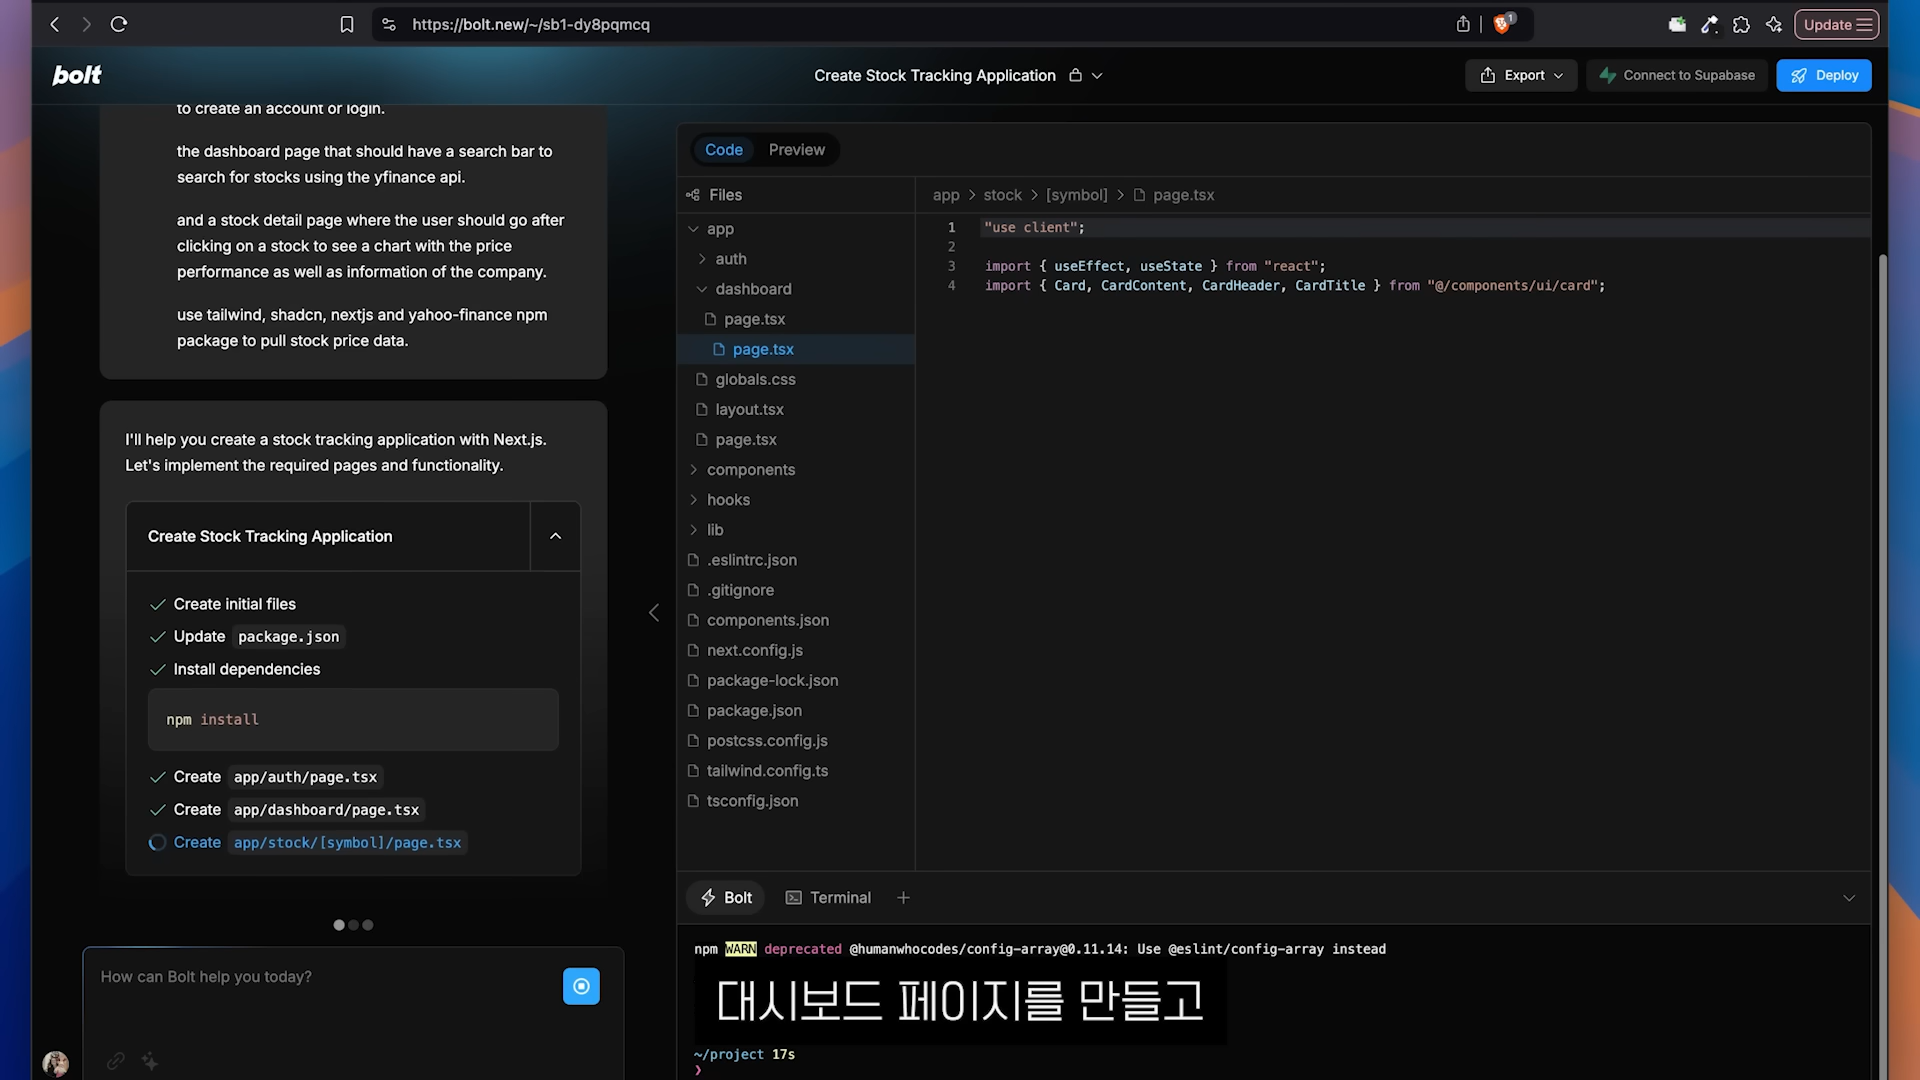 https://bolt.new/~/sb1-dy8pqmcq
1
Update
bolt
Create Stock Tracking Application
Export
Connect to Supabase
Deploy
to create an account or login.
the dashboard page that should have a search bar to
search for stocks using the yfinance api.
and a stock detail page where the user should go after
clicking on a stock to see a chart with the price
performance as well as information of the company.
use tailwind, shadcn, nextjs and yahoo-finance npm
package to pull stock price data.
I'll help you create a stock tracking application with Next.js.
Let's implement the required pages and functionality.
Create Stock Tracking Application
Create initial files
Update package.json
Install dependencies
npm install
Create app/auth/page.tsx
Create app/dashboard/page.tsx
Create app/stock/[symbol]/page.tsx
How can Bolt help you today?
Code Preview
Files
app
auth
dashboard
page.tsx
page.tsx
globals.css
layout.tsx
page.tsx
components
hooks
lib
.eslintrc.json
.gitignore
components.json
next.config.js
package-lock.json
package.json
postcss.config.js
tailwind.config.ts
tsconfig.json
app > stock > [symbol] > page.tsx
1 "use client";
2
3 import { useEffect, useState } from "react";
4 import { Card, CardContent, CardHeader, CardTitle } from "@/components/ui/card";
Bolt Terminal +
npm WARN deprecated @humanwhocodes/config-array@0.11.14: Use @eslint/config-array instead
대시보드 페이지를 만들고
~/project 17s
❯